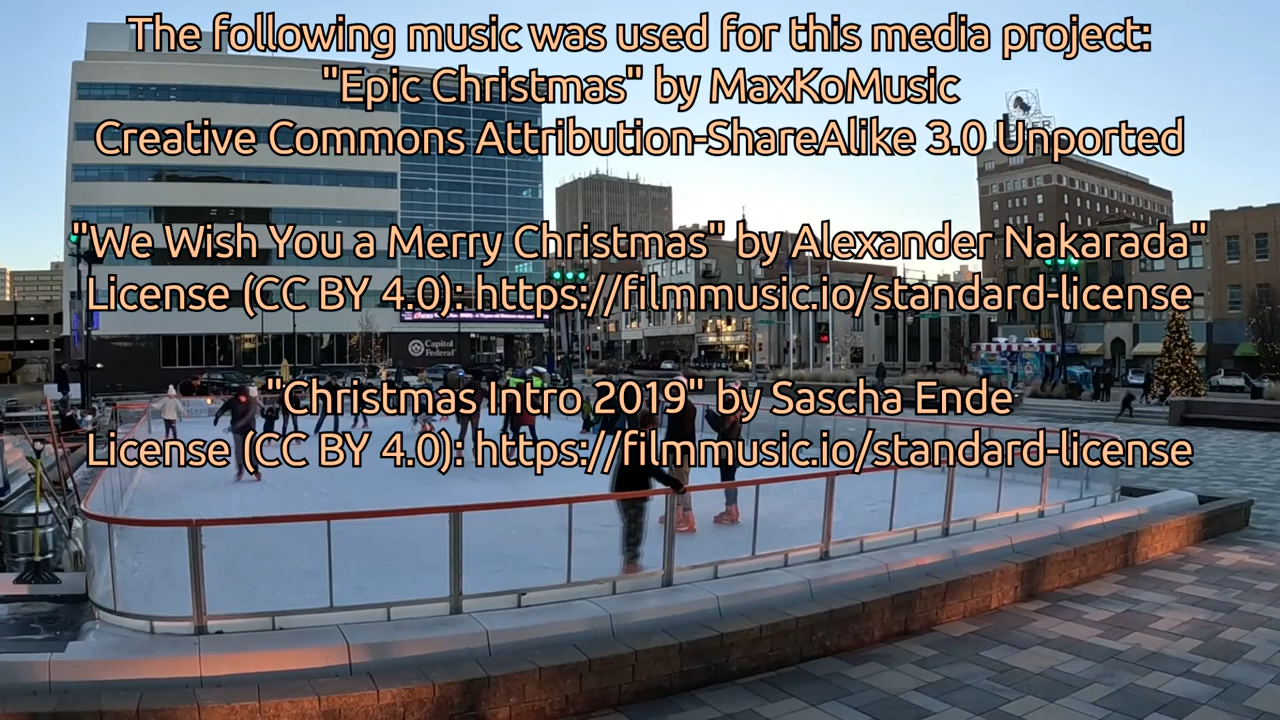 The following music was used for this media project:
"Epic Christmas" by MaxKoMusic
Creative Commons Attribution-ShareAlike 3.0 Unported
"We Wish You a Merry Christmas" by Alexander Nakarada"
License (CC BY 4.0): https://filmmusic.io/standard-license
Capitol
Federal
"Christmas Intro 2019" by Sascha Ende
License (CC BY 4.0): https://filmmusic.io/standard-license